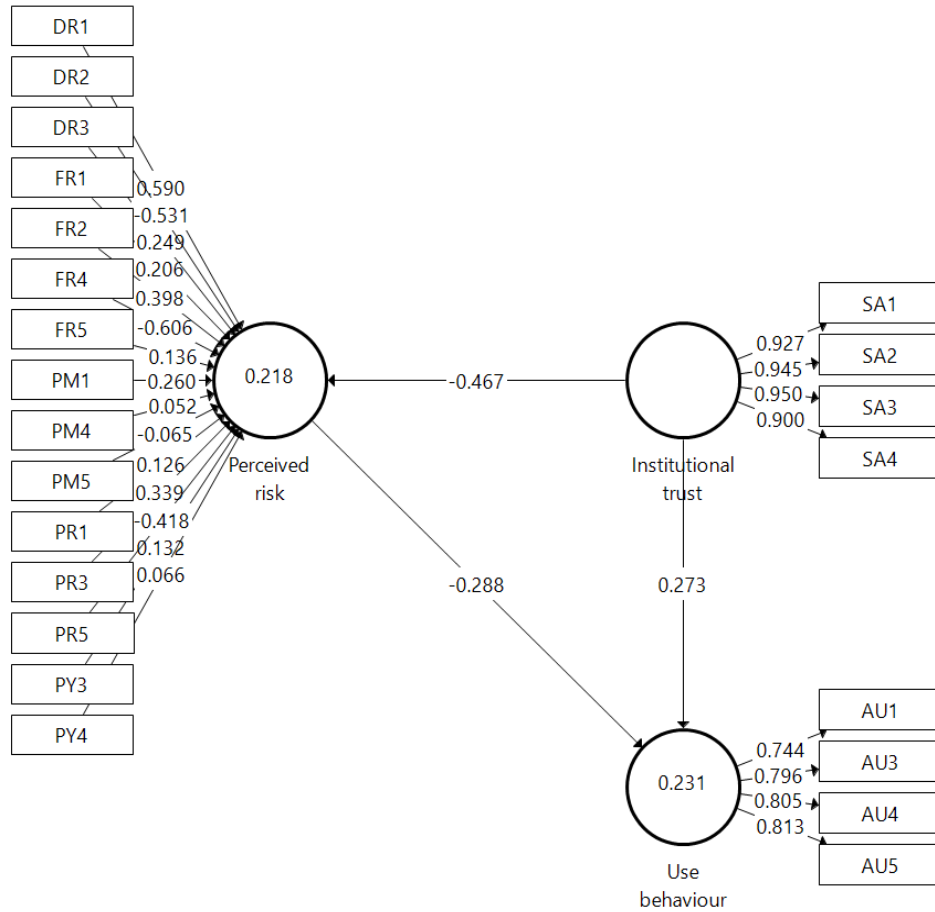 DR1
DR2
DR3
FR1
FR2
FR4
FR5
PM1
PM4
PM5
PR1
PR3
PR5
PY3
PY4
0.590
-0.531
0.249
0.206
0.398
-0.606
0.136
0.260
0.052
-0.065
0.126
0.339
-0.418
0.132
0.066
0.218
Perceived
risk
-0.467
Institutional
trust
0.927
0.945
0.950
0.900
SA1
SA2
SA3
SA4
-0.288
0.273
0.231
Use
behaviour
0.744
0.796
0.805
0.813
AU1
AU3
AU4
AU5